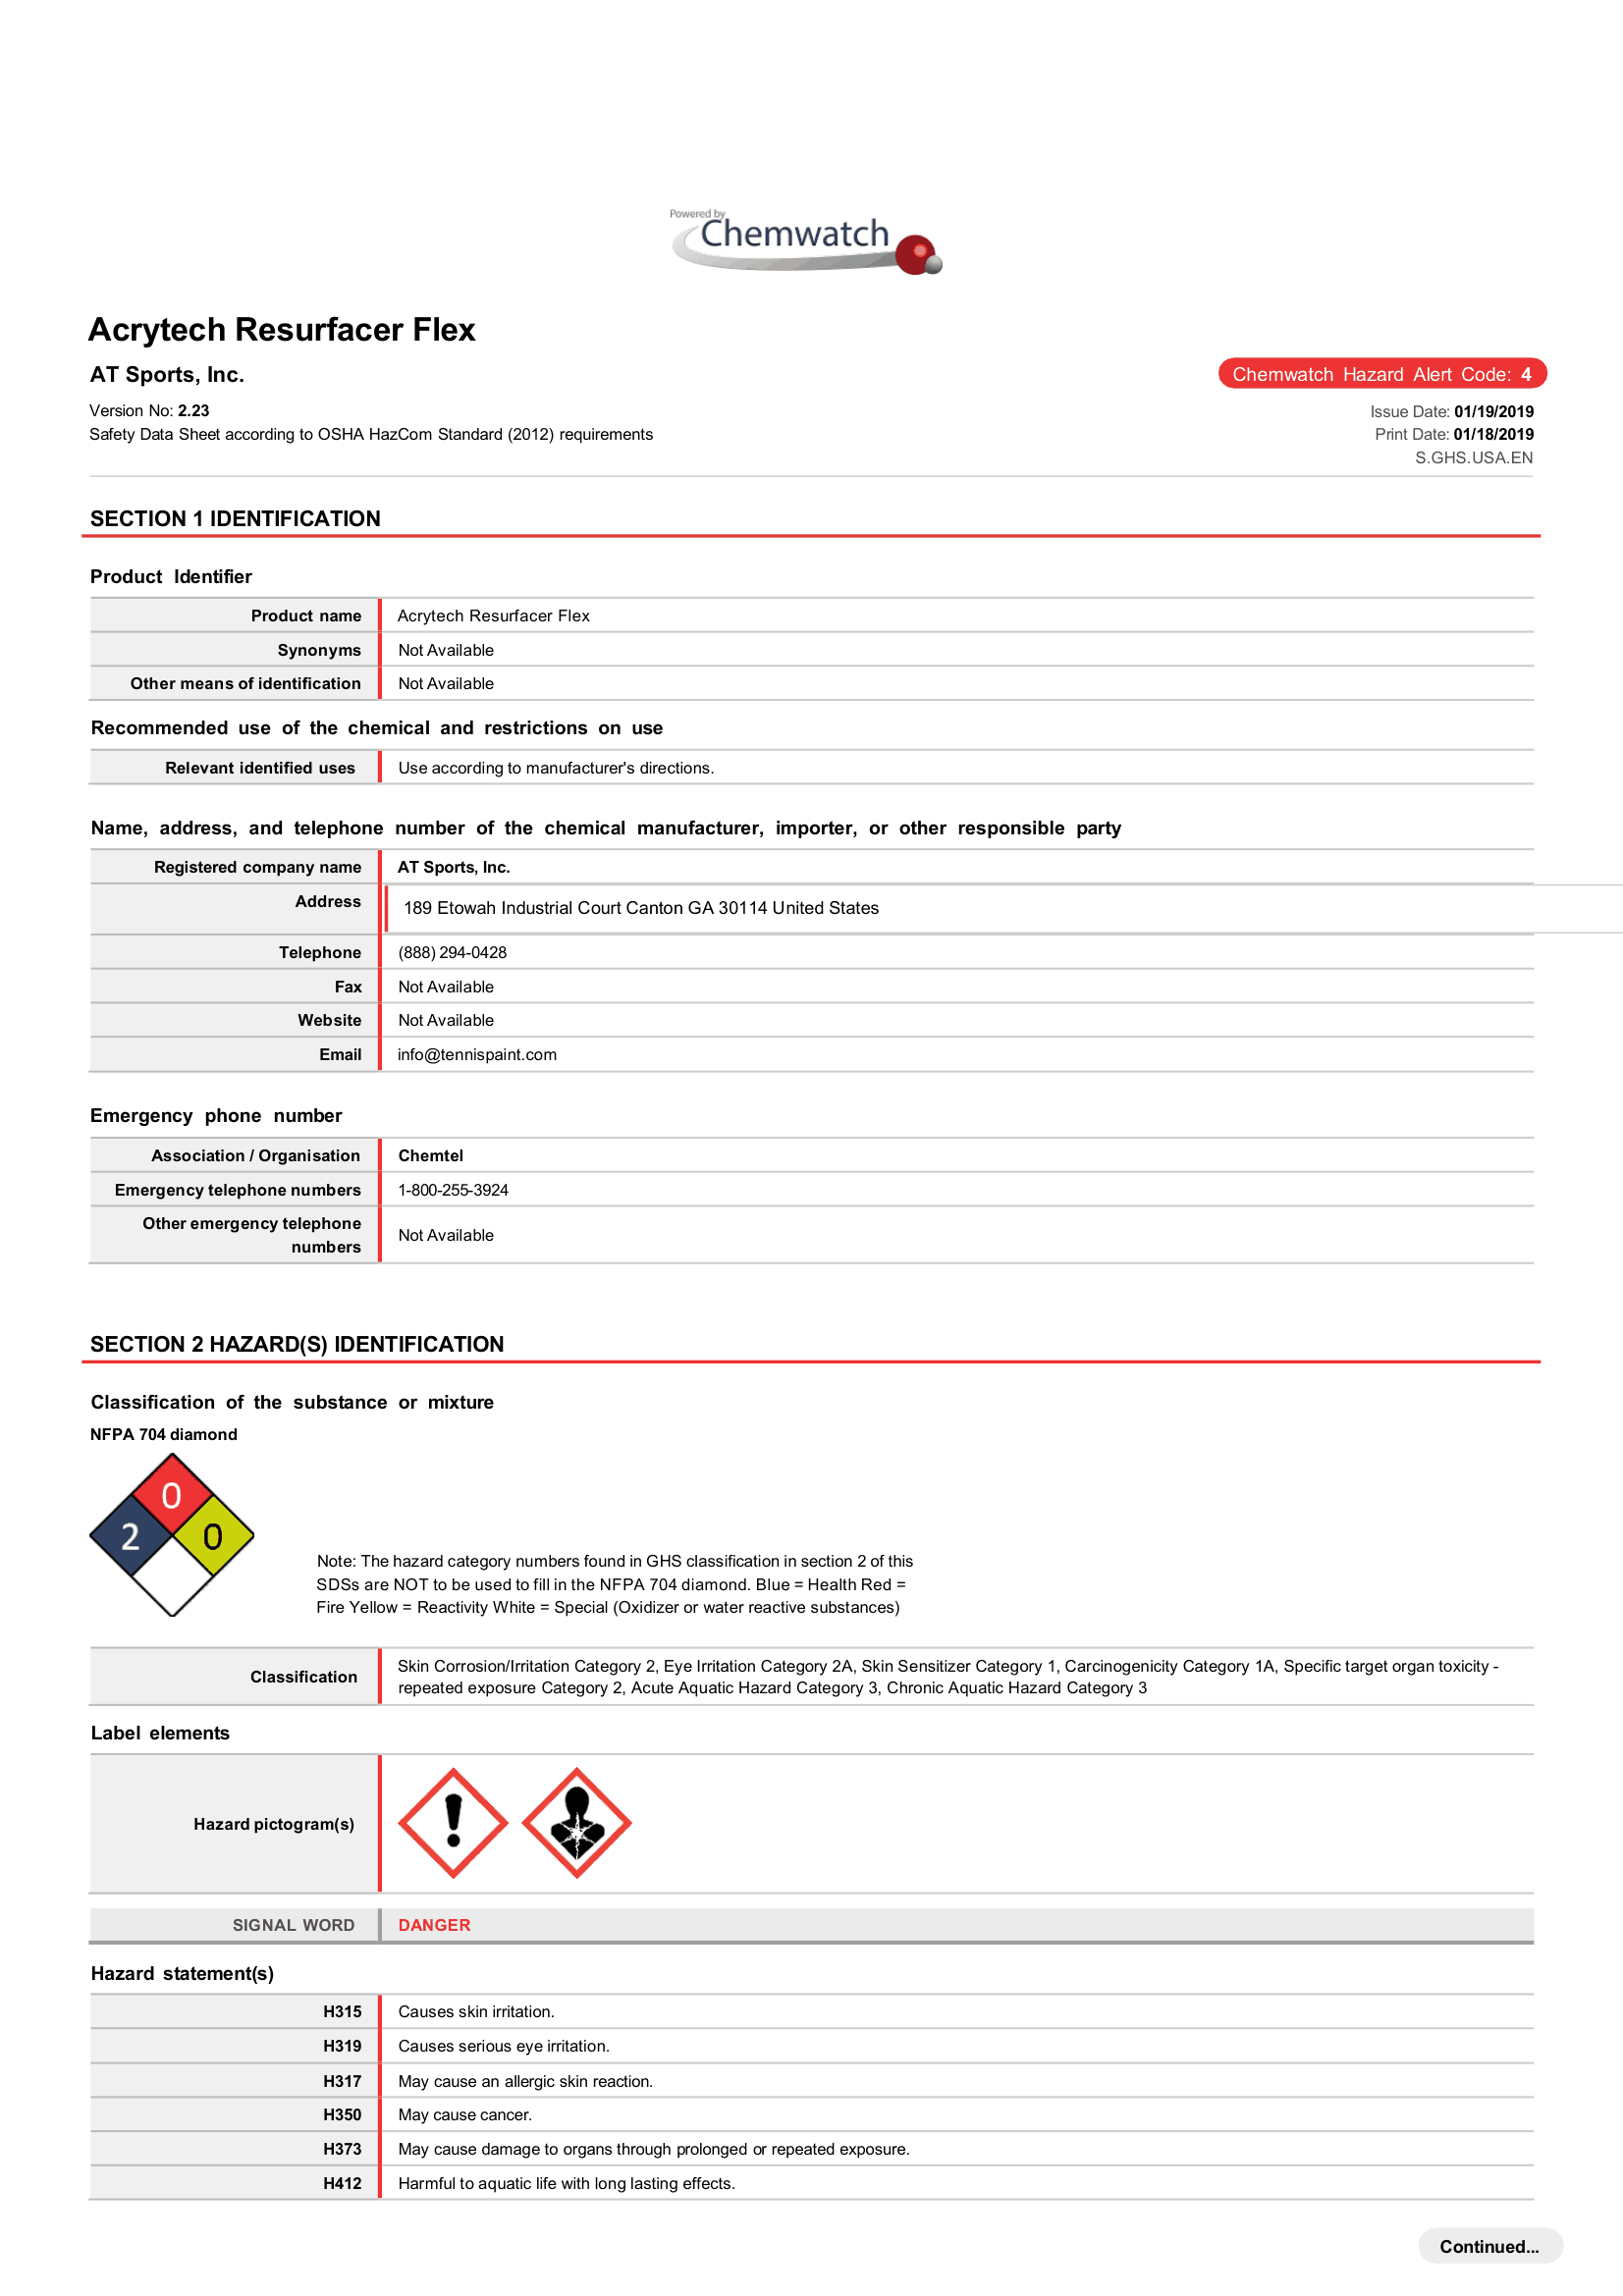 Powered by
Chemwatch
Acrytech Resurfacer Flex
AT Sports, Inc.
Chemwatch Hazard Alert Code: 4
Version No: 2.23
Issue Date: 01/19/2019
Safety Data Sheet according to OSHA HazCom Standard (2012) requirements
Print Date: 01/18/2019
S.GHS.USA.EN
SECTION 1 IDENTIFICATION
Product Identifier
Product name Acrytech Resurfacer Flex
Synonyms Not Available
Other means of identification Not Available
Recommended use of the chemical and restrictions on use
Relevant identified uses Use according to manufacturer's directions.
Name, address, and telephone number of the chemical manufacturer, importer, or other responsible party
Registered company name AT Sports, Inc.
Address 189 Etowah Industrial Court Canton GA 30114 United States
Telephone (888) 294-0428
Fax Not Available
Website Not Available
Email info@tennispaint.com
Emergency phone number
Association / Organisation Chemtel
Emergency telephone numbers 1-800-255-3924
Other emergency telephone
numbers Not Available
SECTION 2 HAZARD(S) IDENTIFICATION
Classification of the substance or mixture
NFPA 704 diamond
0
2 0
Note: The hazard category numbers found in GHS classification in section 2 of this
SDSs are NOT to be used to fill in the NFPA 704 diamond. Blue = Health Red =
Fire Yellow = Reactivity White = Special (Oxidizer or water reactive substances)
Classification Skin Corrosion/Irritation Category 2, Eye Irritation Category 2A, Skin Sensitizer Category 1, Carcinogenicity Category 1A, Specific target organ toxicity -
repeated exposure Category 2, Acute Aquatic Hazard Category 3, Chronic Aquatic Hazard Category 3
Label elements
Hazard pictogram(s)
SIGNAL WORD DANGER
Hazard statement(s)
H315 Causes skin irritation.
H319 Causes serious eye irritation.
H317 May cause an allergic skin reaction.
H350 May cause cancer.
H373 May cause damage to organs through prolonged or repeated exposure.
H412 Harmful to aquatic life with long lasting effects.
Continued...